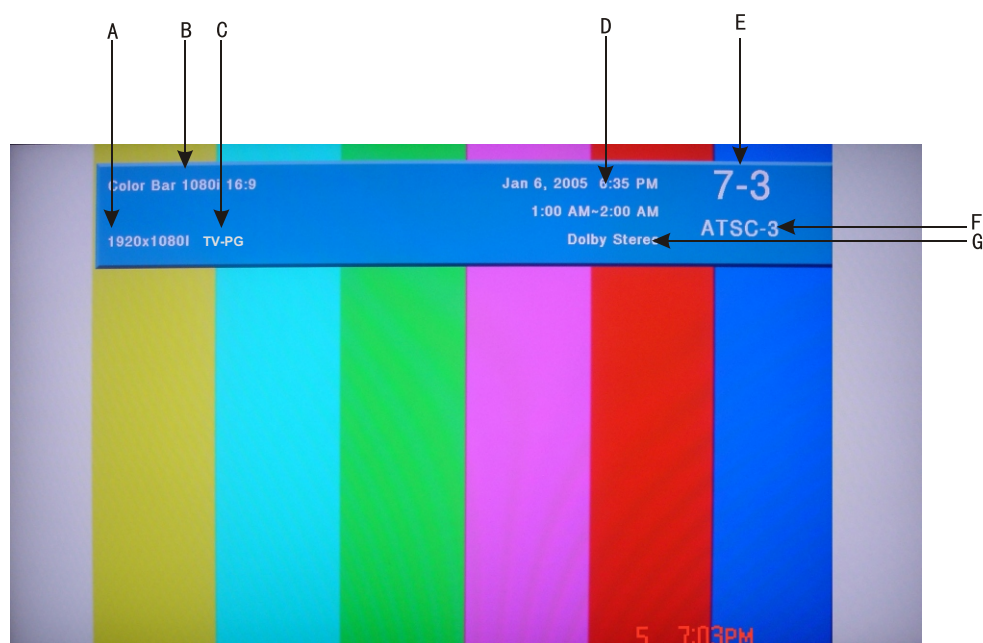 A B C D E
Color Bar 1080i 16:9 Jan 6, 2005 6:35 PM 7-3
1:00 AM~2:00 AM
1920x1080I TV-PG Dolby Stereo ATSC-3
F
G
5 7:03PM